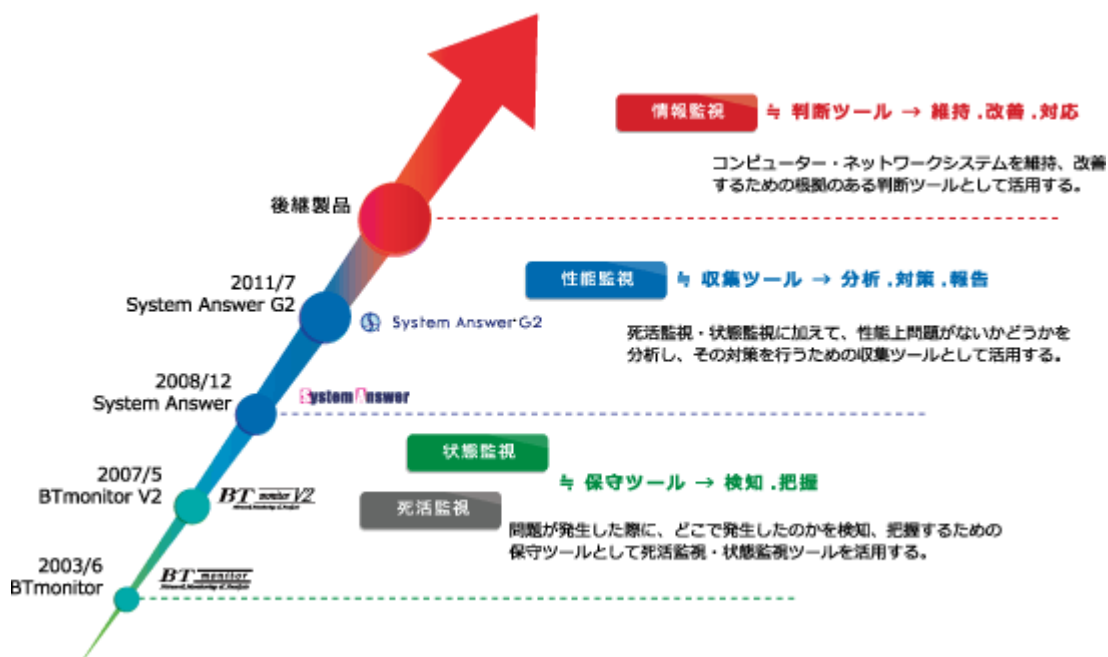 情報監視
≒ 判断ツール → 維持.改善.対応
コンピューター・ネットワークシステムを維持、改善
するための根拠のある判断ツールとして活用する。
後継製品
2011/7
System Answer G2
System Answer G2
性能監視
≒ 収集ツール → 分析.対策.報告
死活監視・状態監視に加えて、性能上問題がないかどうかを
分析し、その対策を行うための収集ツールとして活用する。
2008/12
System Answer
System Answer
状態監視
死活監視
≒ 保守ツール → 検知.把握
問題が発生した際に、どこで発生したのかを検知、把握するための
保守ツールとして死活監視・状態監視ツールを活用する。
2007/5
BTmonitor V2
BT monitor V2
2003/6
BTmonitor
BT monitor